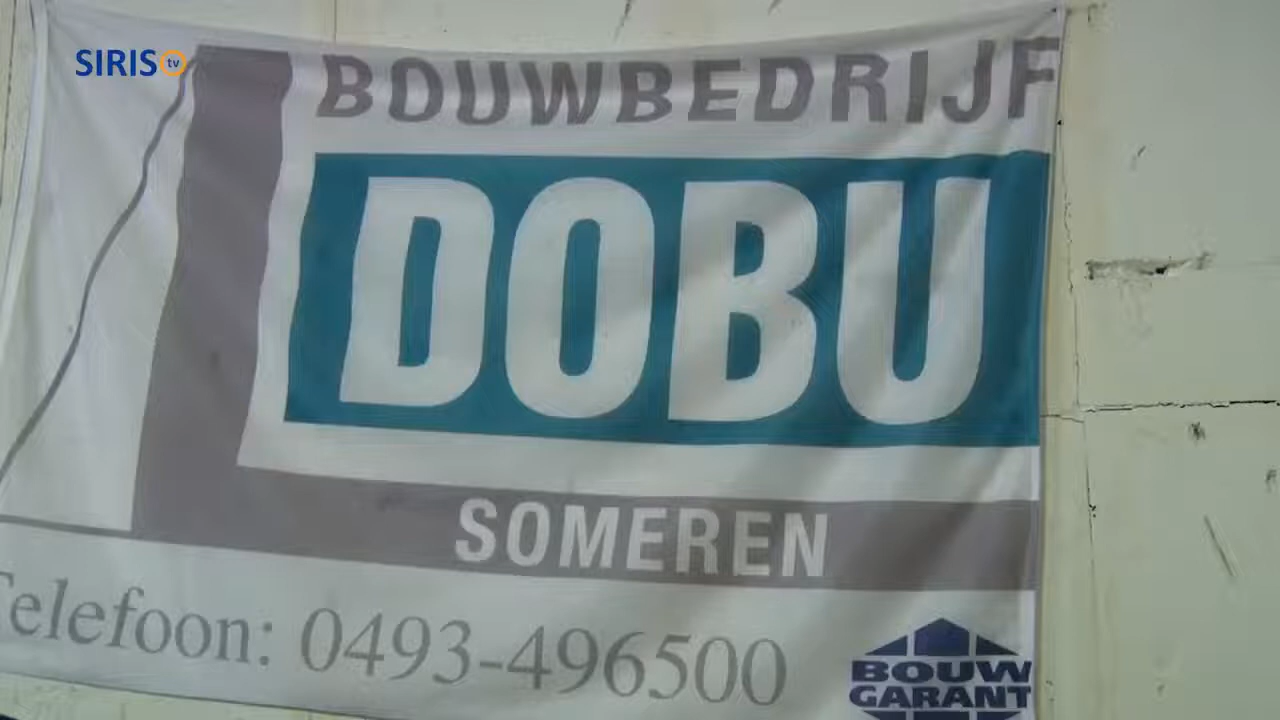 SIRIS tv
BOUWBEDRIJF
DOBU
SOMEREN
Telefoon: 0493-496500
BOUW
GARANT